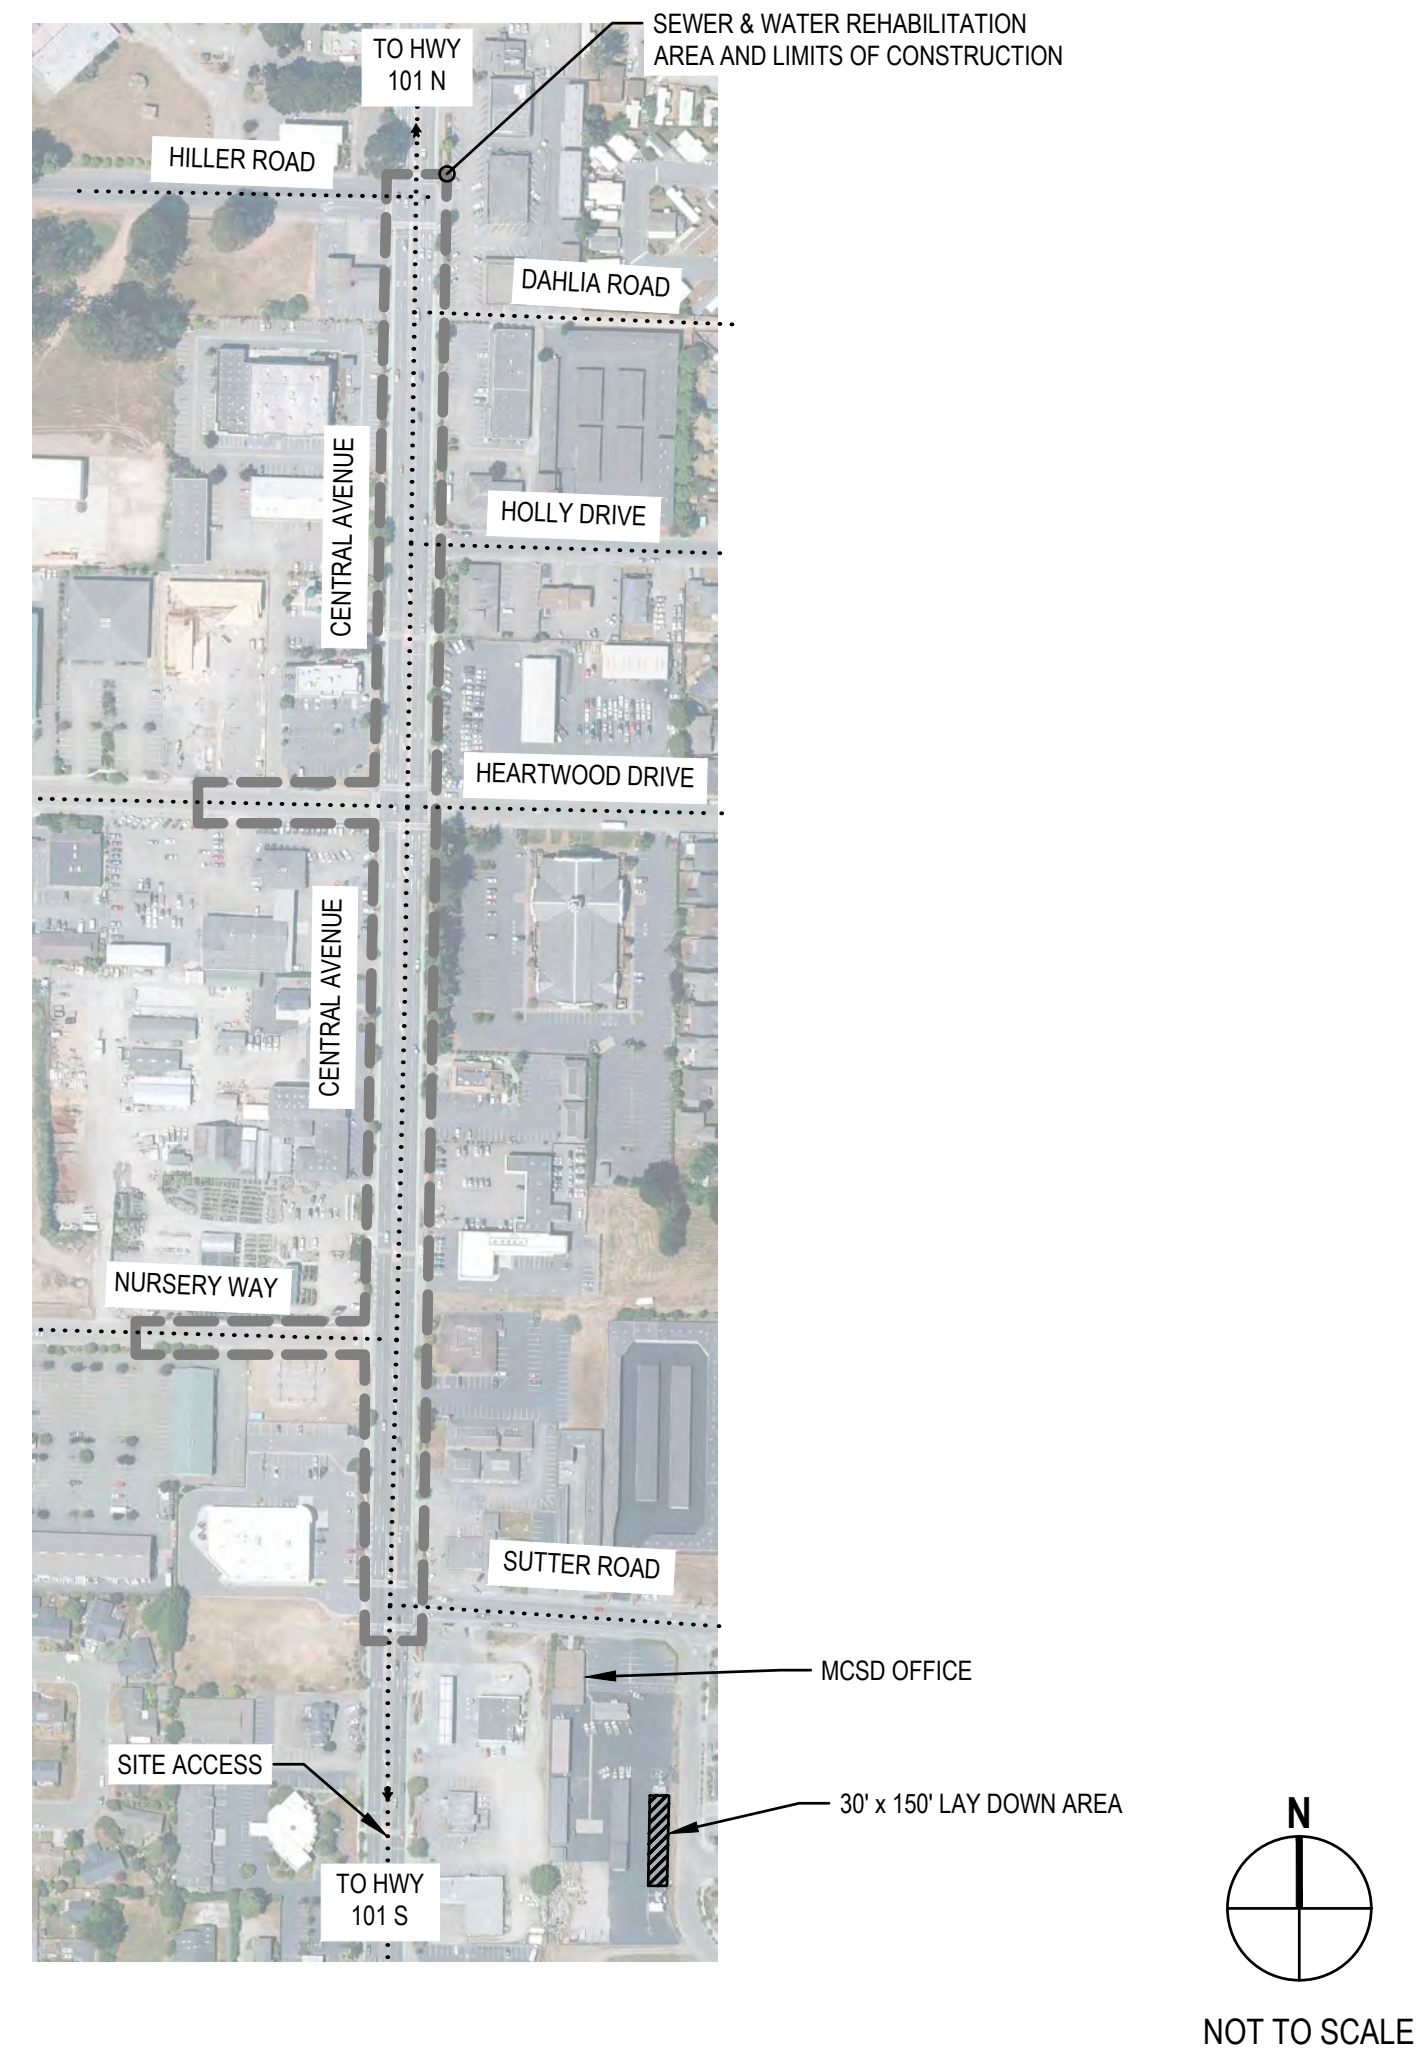 SEWER & WATER REHABILITATION
AREA AND LIMITS OF CONSTRUCTION
TO HWY
101 N
HILLER ROAD
DAHLIA ROAD
CENTRAL AVENUE
HOLLY DRIVE
HEARTWOOD DRIVE
CENTRAL AVENUE
NURSERY WAY
SUTTER ROAD
MCSD OFFICE
SITE ACCESS
30' x 150' LAY DOWN AREA
TO HWY
101 S
N
NOT TO SCALE